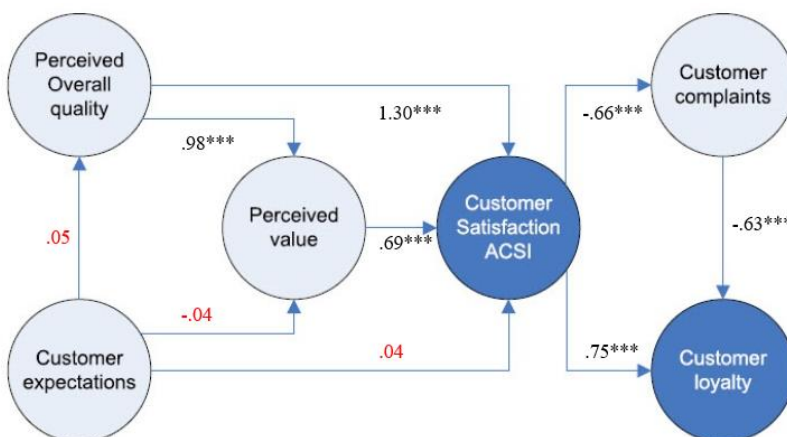 Perceived
Overall
quality
Customer
complaints
1.30***
-.66***
.98***
Perceived
value
Customer
Satisfaction
ACSI
.05
.69***
-.63***
-.04
.04
.75***
Customer
expectations
Customer
loyalty